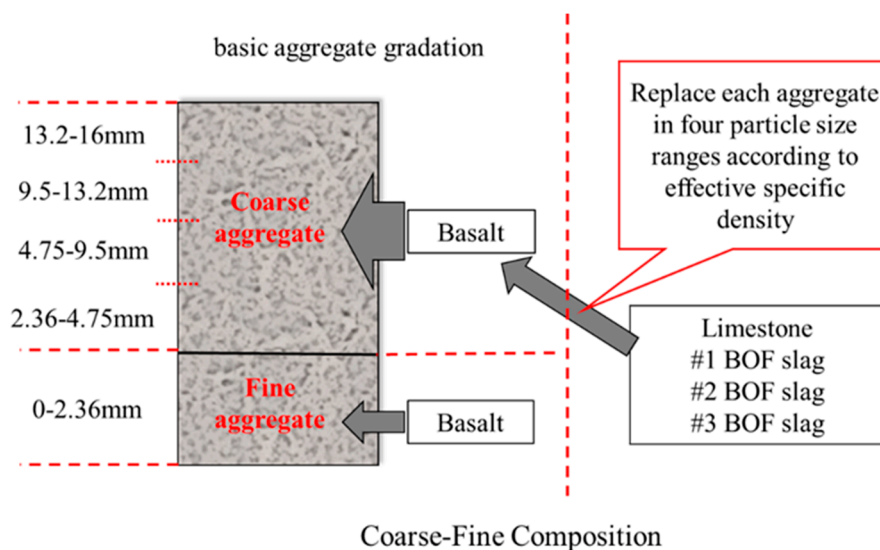 basic aggregate gradation
13.2-16mm
9.5-13.2mm
4.75-9.5mm
2.36-4.75mm
0-2.36mm
Coarse
aggregate
Fine
aggregate
Basalt
Basalt
Replace each aggregate
in four particle size
ranges according to
effective specific
density
Limestone
#1 BOF slag
#2 BOF slag
#3 BOF slag
Coarse-Fine Composition